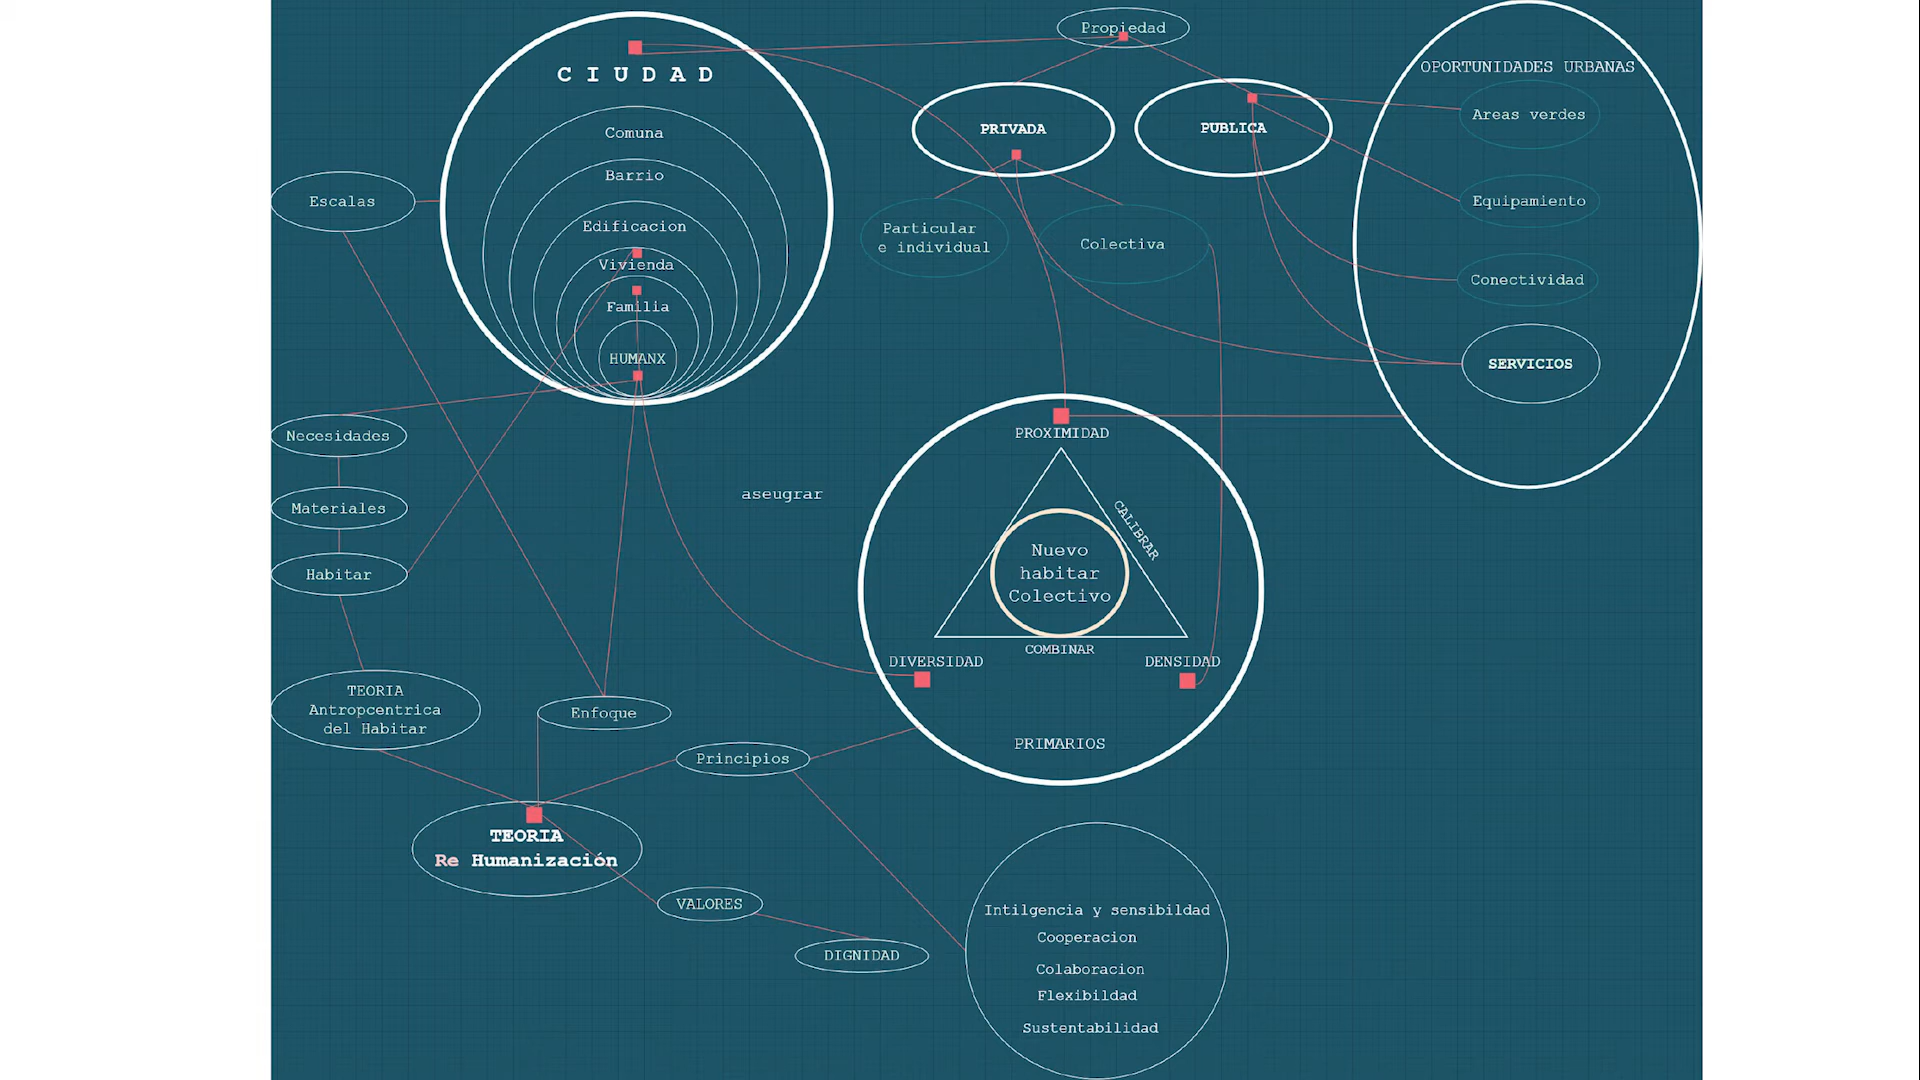 Propiedad
OPORTUNIDADES URBANAS
C I U D A D
Areas verdes
PRIVADA
PUBLICA
Comuna
Barrio
Escalas
Equipamiento
Edificacion
Particular
e individual
Colectiva
Vivienda
Conectividad
Familia
HUMANX
SERVICIOS
Necesidades
PROXIMIDAD
aseugrar
Materiales
CALIBRAR
Nuevo
habitar
Colectivo
Habitar
COMBINAR
DIVERSIDAD
DENSIDAD
TEORIA
Antropcentrica
del Habitar
Enfoque
PRIMARIOS
Principios
TEORIA
Re Humanización
VALORES
DIGNIDAD
Intilgencia y sensibildad
Cooperacion
Colaboracion
Flexibildad
Sustentabilidad